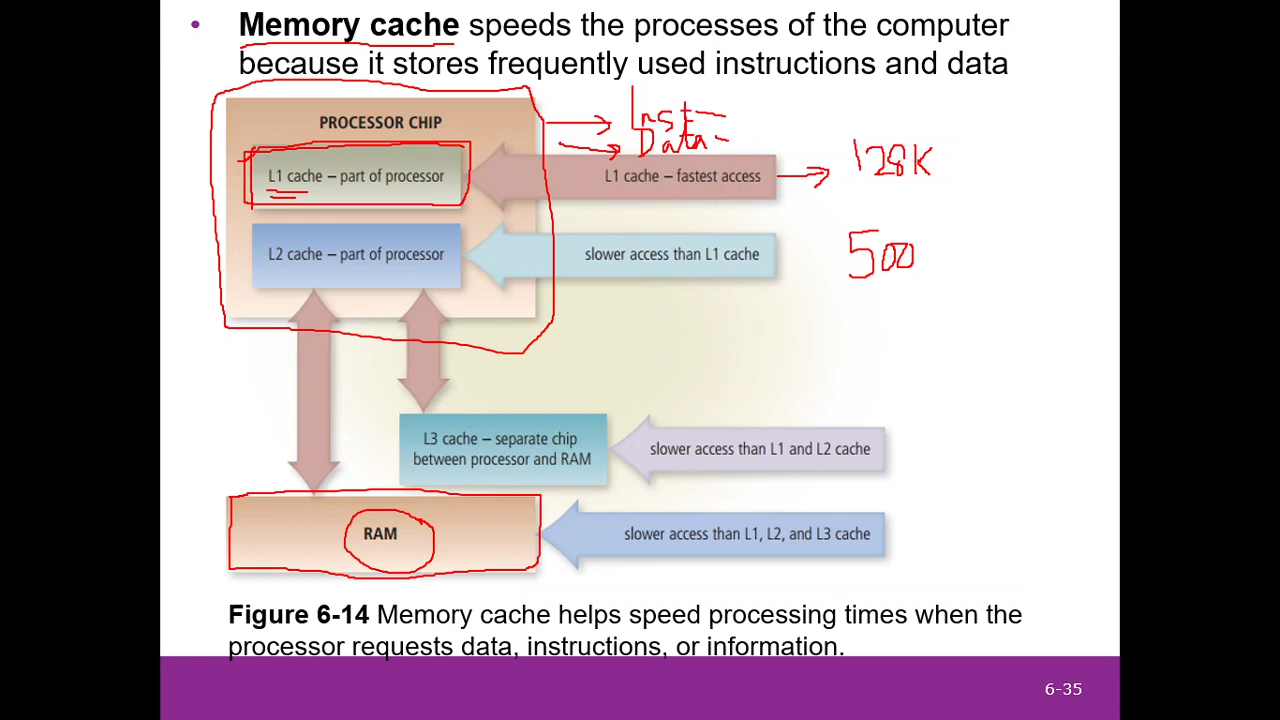 • Memory cache speeds the processes of the computer
because it stores frequently used instructions and data
PROCESSOR CHIP
Inst
Data
L1 cache – part of processor
L1 cache – fastest access
128K
L2 cache – part of processor
slower access than L1 cache
500
L3 cache – separate chip
between processor and RAM
slower access than L1 and L2 cache
RAM
slower access than L1, L2, and L3 cache
Figure 6-14 Memory cache helps speed processing times when the
processor requests data, instructions, or information.
6-35